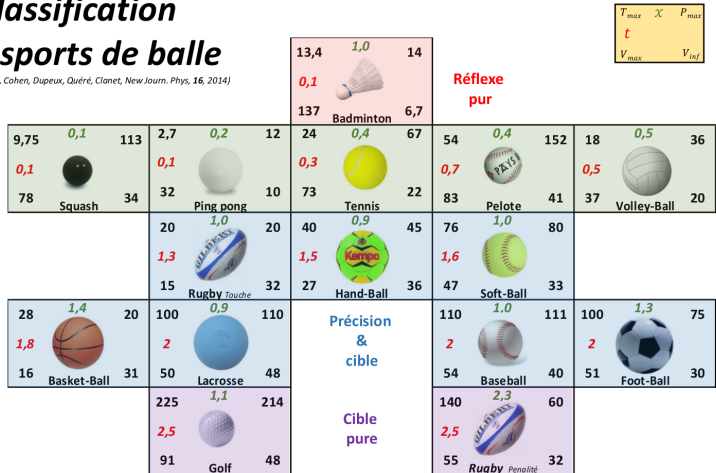 lassification
sports de balle
, Cohen, Dupeux, Quéré, Clanet, New Journ. Phys, 16, 2014)
T max x P max
t
V max V inf
13,4 1,0 14
0,1
137 6,7
Badminton
Réflexe
pur
9,75 0,1 113
0,1
78 34
Squash
2,7 0,2 12
0,1
32 10
Ping pong
24 0,4 67
0,3
73 22
Tennis
54 0,4 152
0,7
PAYS
83 41
Pelote
18 0,5 36
0,5
37 20
Volley-Ball
20 1,0 20
GILBERT
1,3
15 32
Rugby Touche
40 0,9 45
1,5
Kempa
27 36
Hand-Ball
76 1,0 80
1,6
47 33
Soft-Ball
28 1,4 20
1,8
16 31
Basket-Ball
100 0,9 110
2
50 48
Lacrosse
Précision
&
cible
110 1.0 111
2
54 40
Baseball
100 1,3 75
2
51 30
Foot-Ball
225 1,1 214
2,5
91 48
Golf
Cible
pure
140 2,3 60
GILBERT
2,5
55 32
Rugby Penalité